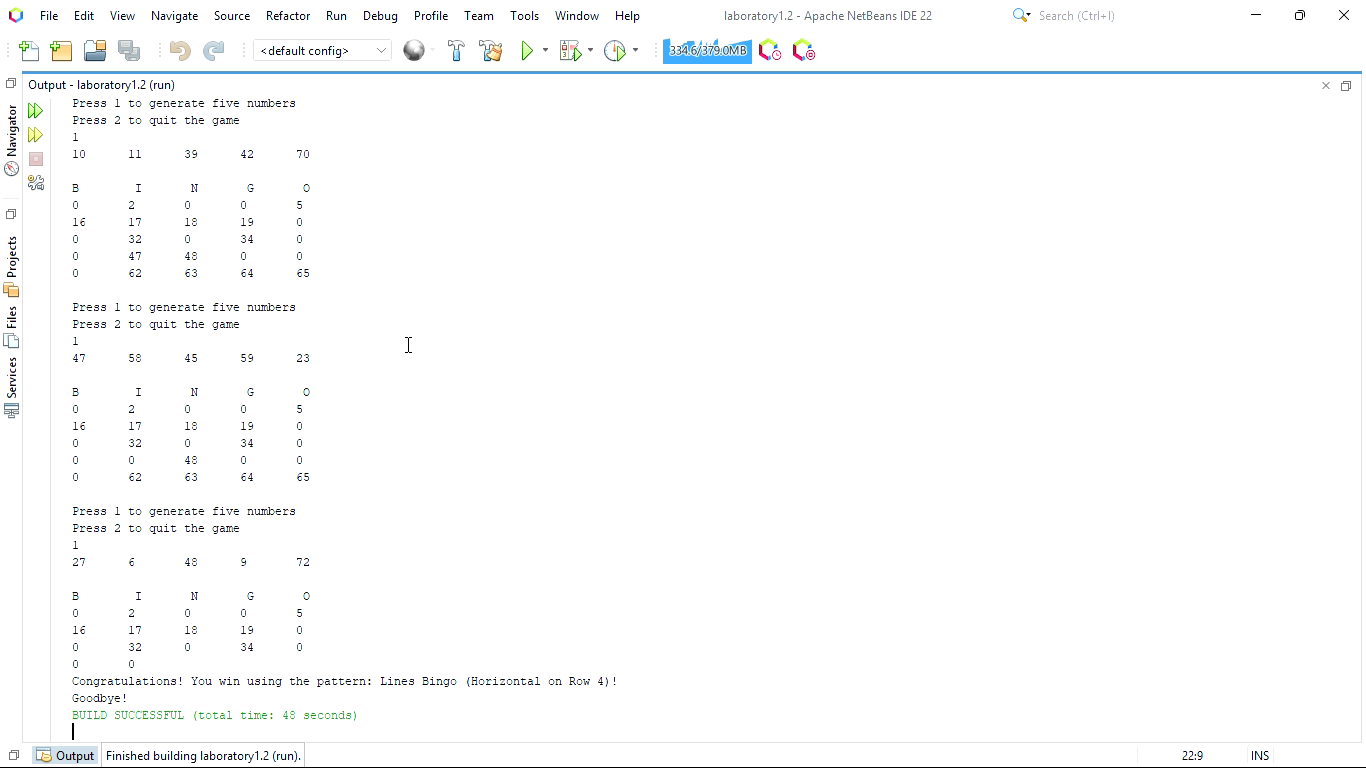 File Edit View Navigate Source Refactor Run Debug Profile Team Tools Window Help laboratory1.2 - Apache NetBeans IDE 22 Search (Ctrl+I)
<default config> 334.6/379.0MB
Output - laboratory1.2 (run)
Navigator
Projects
Files
Services
Press 1 to generate five numbers
Press 2 to quit the game
1
10 11 39 42 70
B I N G O
0 2 0 0 5
16 17 18 19 0
0 32 0 34 0
0 47 48 0 0
0 62 63 64 65
Press 1 to generate five numbers
Press 2 to quit the game
1
47 58 45 59 23
B I N G O
0 2 0 0 5
16 17 18 19 0
0 32 0 34 0
0 0 48 0 0
0 62 63 64 65
Press 1 to generate five numbers
Press 2 to quit the game
1
27 6 48 9 72
B I N G O
0 2 0 0 5
16 17 18 19 0
0 32 0 34 0
0 0
Congratulations! You win using the pattern: Lines Bingo (Horizontal on Row 4)!
Goodbye!
BUILD SUCCESSFUL (total time: 48 seconds)
Output Finished building laboratory1.2 (run). 22:9 INS